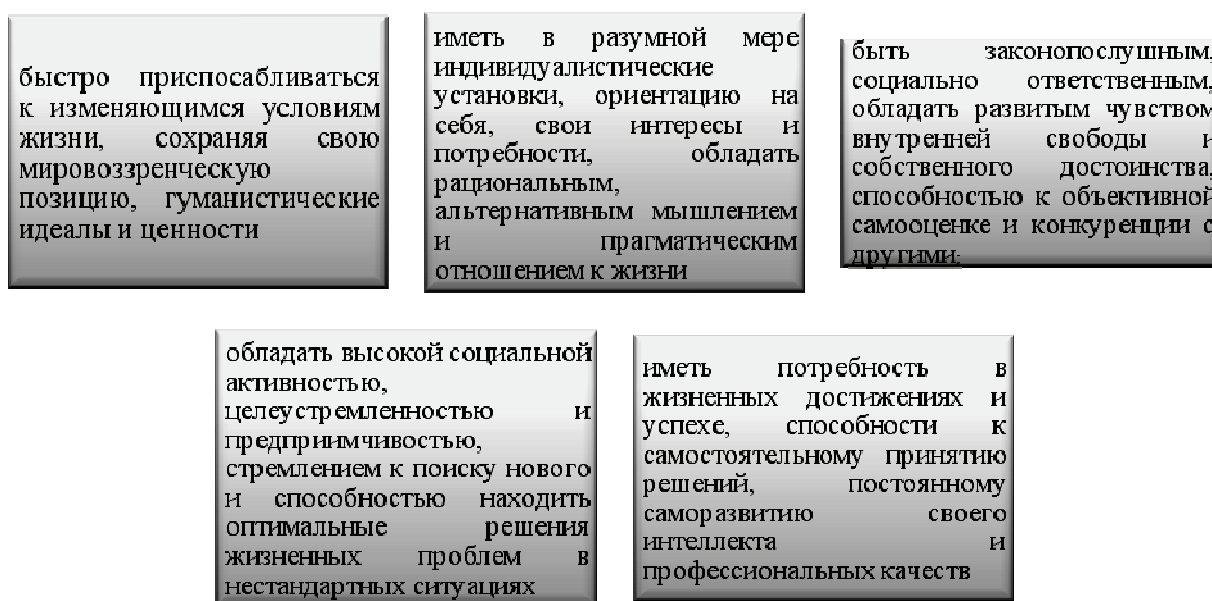 быстро приспосабливаться
к изменяющимся условиям
жизни, сохраняя свою
мировоззренческую
позицию, гуманистические
идеалы и ценности
иметь в разумной мере
индивидуалистические
установки, ориентацию на
себя, свои интересы и
потребности, обладать
рациональным,
альтернативным мышлением
и прагматическим
отношением к жизни
быть законопослушным,
социально ответственным,
обладать развитым чувством
внутренней свободы и
собственного достоинства,
способностью к объективной
самооценке и конкуренции с
другими;
обладать высокой социальной
активностью,
целеустремленностью и
предприимчивостью,
стремлением к поиску нового
и способностью находить
оптимальные решения
жизненных проблем в
нестандартных ситуациях
иметь потребность в
жизненных достижениях и
успехе, способности к
самостоятельному принятию
решений, постоянному
саморазвитию своего
интеллекта и
профессиональных качеств